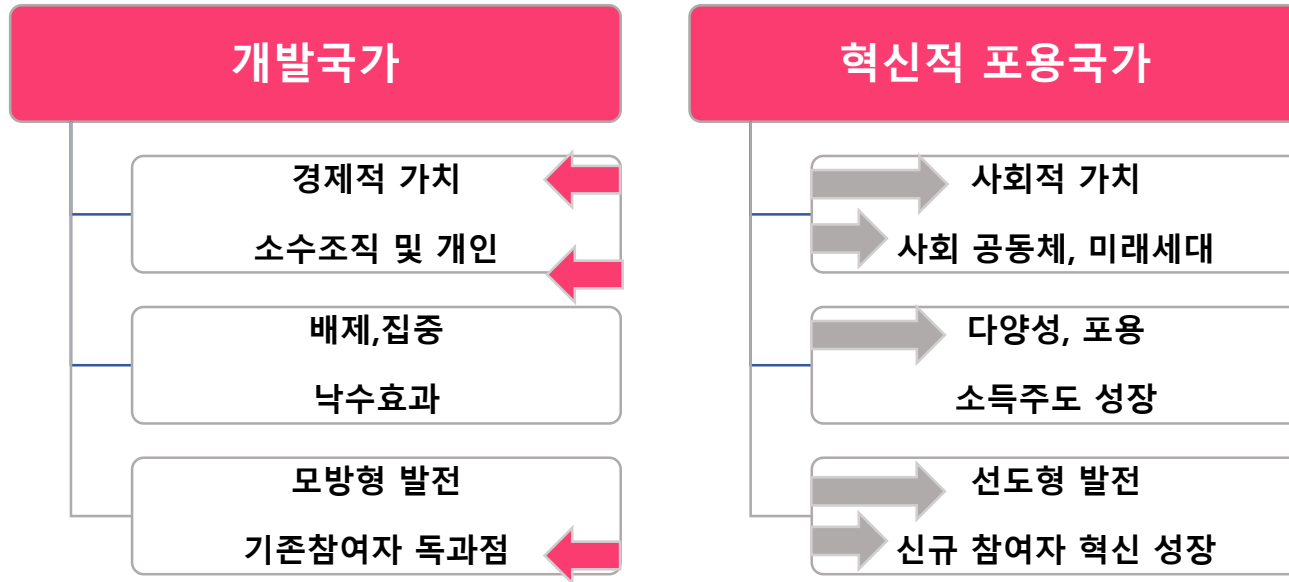 개발국가
경제적 가치
소수조직 및 개인
배제,집중
낙수효과
모방형 발전
기존참여자 독과점
혁신적 포용국가
사회적 가치
사회 공동체, 미래세대
다양성, 포용
소득주도 성장
선도형 발전
신규 참여자 혁신 성장